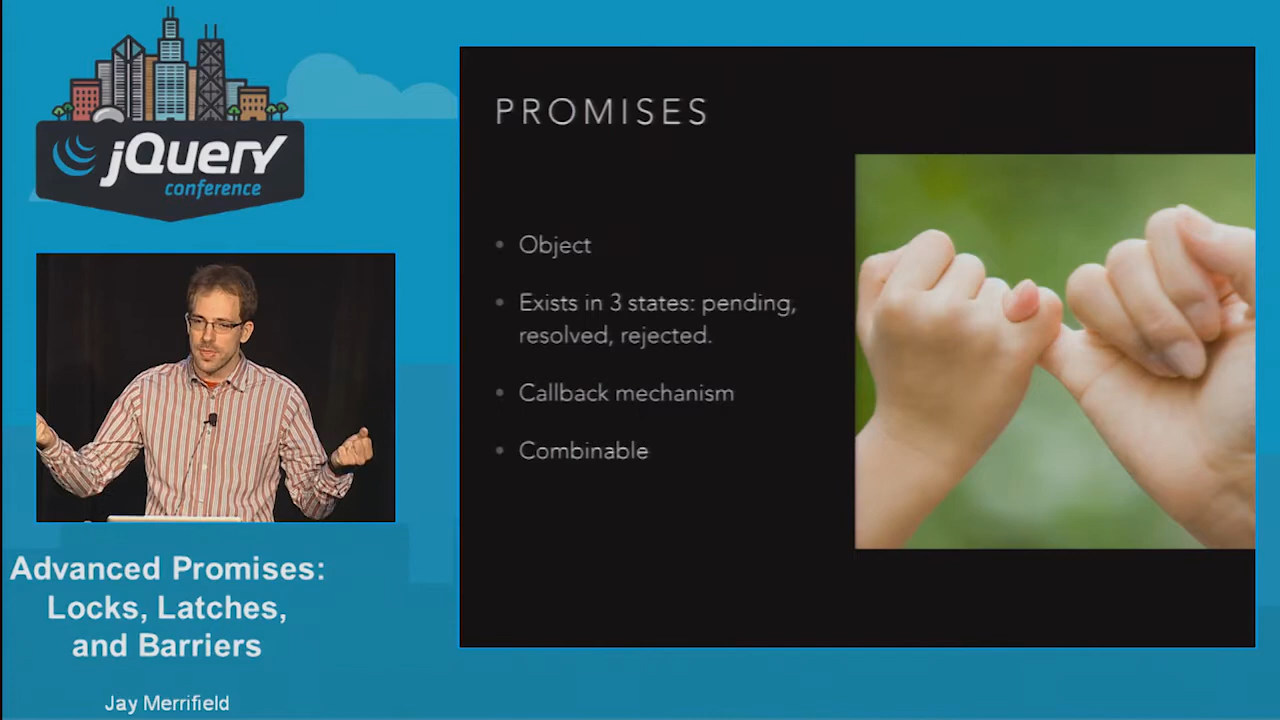 jQuery
conference
PROMISES
• Object
• Exists in 3 states: pending,
resolved, rejected.
• Callback mechanism
• Combinable
Advanced Promises:
Locks, Latches,
and Barriers
Jay Merrifield